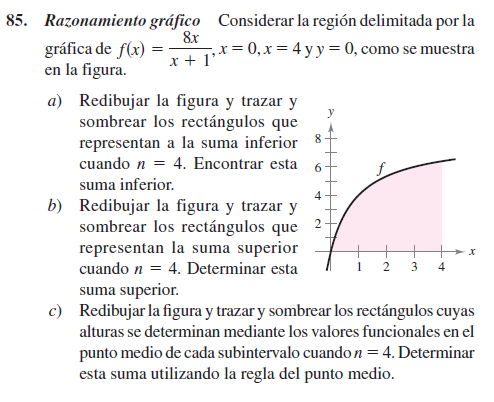 85. Razonamiento gráfico Considerar la región delimitada por la
gráfica de f(x) = 8x / (x + 1), x = 0, x = 4 y y = 0, como se muestra
en la figura.
a) Redibujar la figura y trazar y
sombrear los rectángulos que
representan a la suma inferior
cuando n = 4. Encontrar esta
suma inferior.
b) Redibujar la figura y trazar y
sombrear los rectángulos que
representan la suma superior
cuando n = 4. Determinar esta
suma superior.
y
8
6
4
2
f
1 2 3 4
x
c) Redibujar la figura y trazar y sombrear los rectángulos cuyas
alturas se determinan mediante los valores funcionales en el
punto medio de cada subintervalo cuando n = 4. Determinar
esta suma utilizando la regla del punto medio.